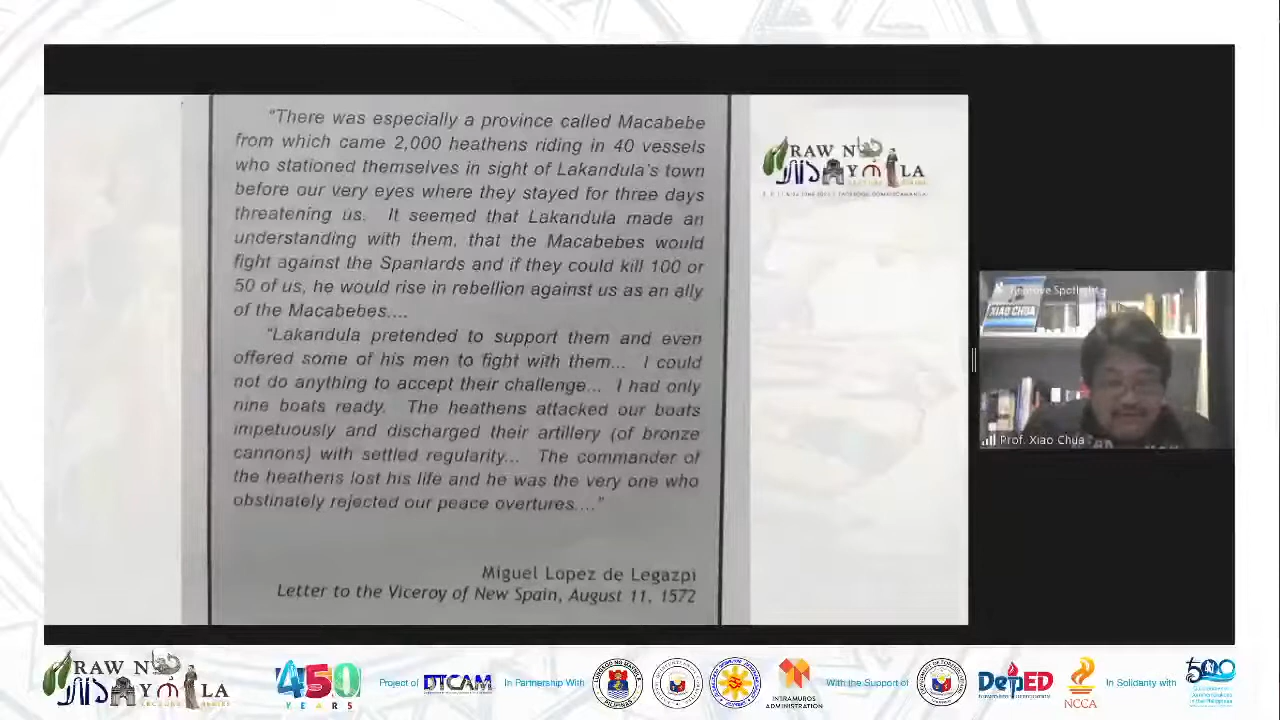 "There was especially a province called Macabebe
from which came 2,000 heathens riding in 40 vessels
who stationed themselves in sight of Lakandula's town
before our very eyes where they stayed for three days
threatening us. It seemed that Lakandula made an
understanding with them, that the Macabebes would
fight against the Spaniards and if they could kill 100 or
50 of us, he would rise in rebellion against us as an ally
of the Macabebes....
"Lakandula pretended to support them and even
offered some of his men to fight with them... I could
not do anything to accept their challenge... I had only
nine boats ready. The heathens attacked our boats
impetuously and discharged their artillery (of bronze
cannons) with settled regularity... The commander of
the heathens lost his life and he was the very one who
obstinately rejected our peace overtures...."
Miguel Lopez de Legazpi
Letter to the Viceroy of New Spain, August 11, 1572
RAW N
Y LA
XIAO CHUA
Prof. Xiao Chua
RAW N
Y LA
LECTURE SERIES
450
YEARS
Project of
DTCAM
In Partnership With
INTRAMUROS
ADMINISTRATION
With the Support of
DepED
NCCA
In Solidarity with
500